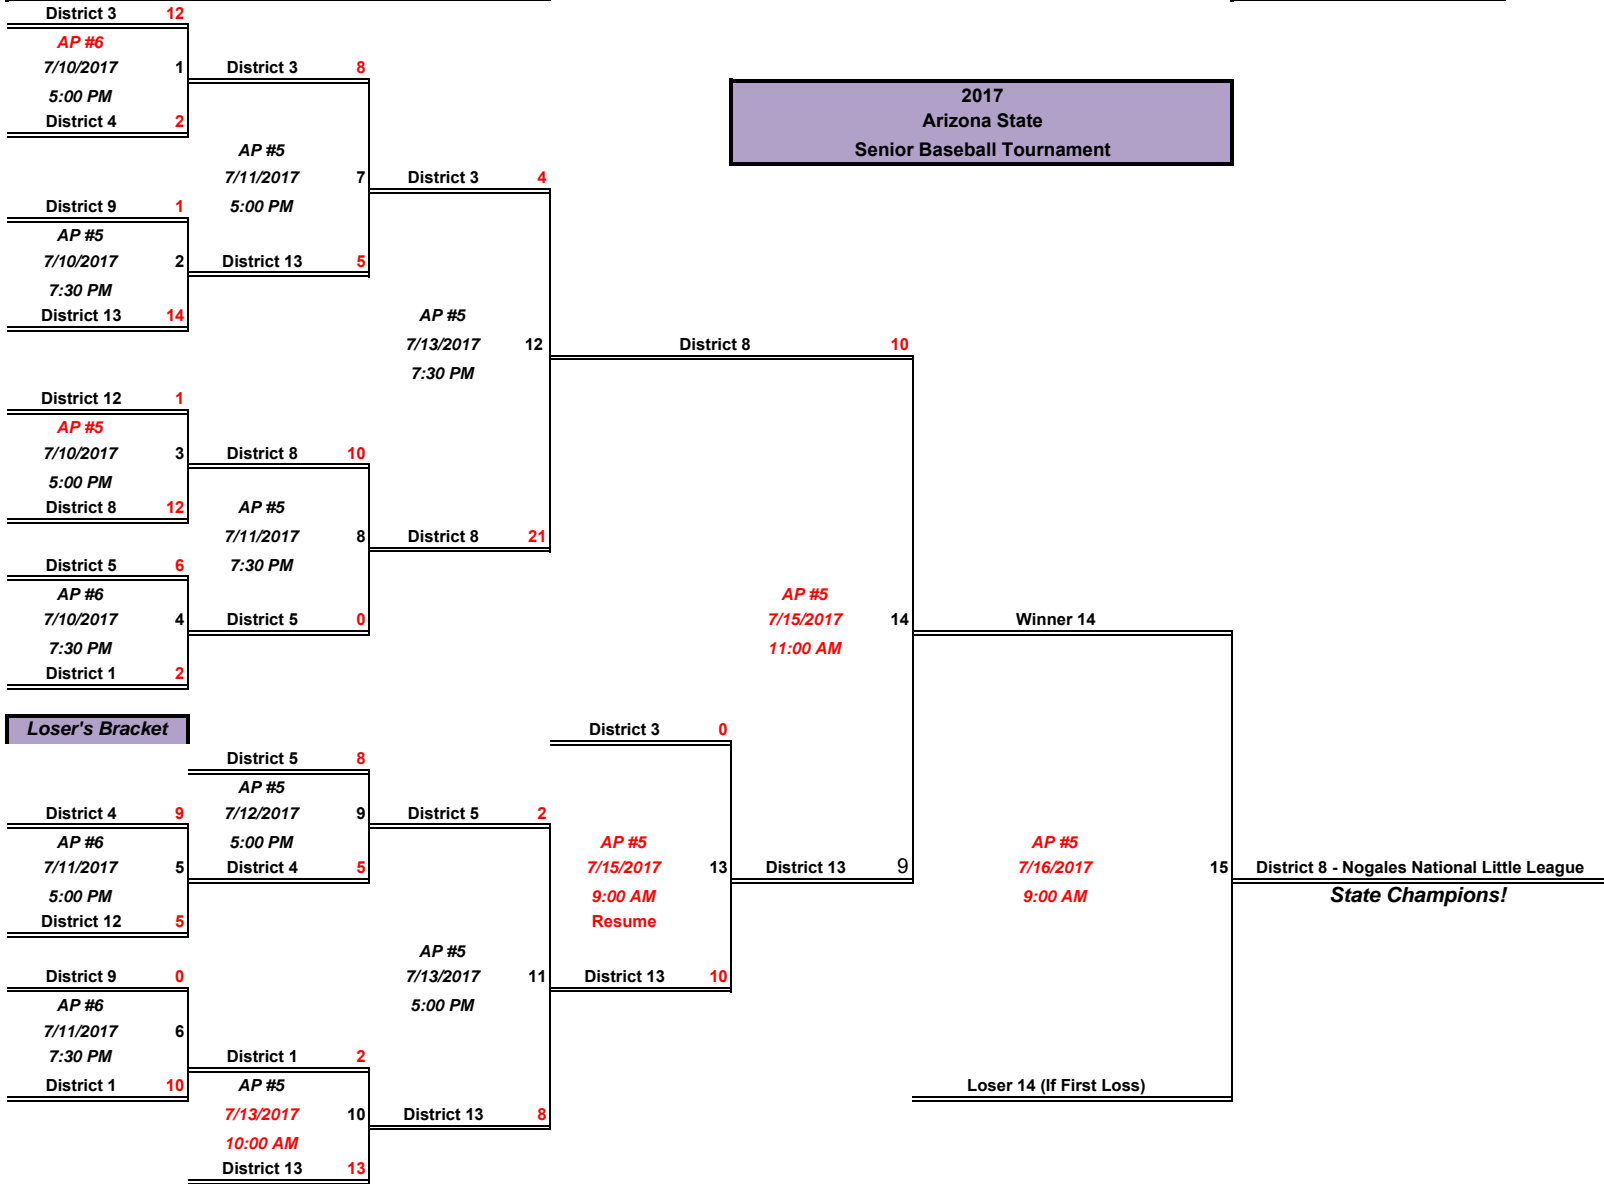 District 3 12
AP #6
7/10/2017 1 District 3 8
5:00 PM
District 4 2
2017
Arizona State
Senior Baseball Tournament
AP #5
7/11/2017 7 District 3 4
District 9 1 5:00 PM
AP #5
7/10/2017 2 District 13 5
7:30 PM
District 13 14
AP #5
7/13/2017 12 District 8 10
7:30 PM
District 12 1
AP #5
7/10/2017 3 District 8 10
5:00 PM
District 8 12 AP #5
7/11/2017 8 District 8 21
District 5 6 7:30 PM
AP #6 AP #5
7/10/2017 4 District 5 0 7/15/2017 14 Winner 14
7:30 PM 11:00 AM
District 1 2
Loser's Bracket District 3 0
District 5 8
AP #5
District 4 9 7/12/2017 9 District 5 2
AP #6 5:00 PM AP #5 AP #5
7/11/2017 5 District 4 5 7/15/2017 13 District 13 9 7/16/2017 15 District 8 - Nogales National Little League
5:00 PM 9:00 AM 9:00 AM State Champions!
District 12 5 Resume
AP #5
District 9 0 7/13/2017 11 District 13 10
AP #6 5:00 PM
7/11/2017 6
7:30 PM District 1 2
District 1 10 AP #5 Loser 14 (If First Loss)
7/13/2017 10 District 13 8
10:00 AM
District 13 13